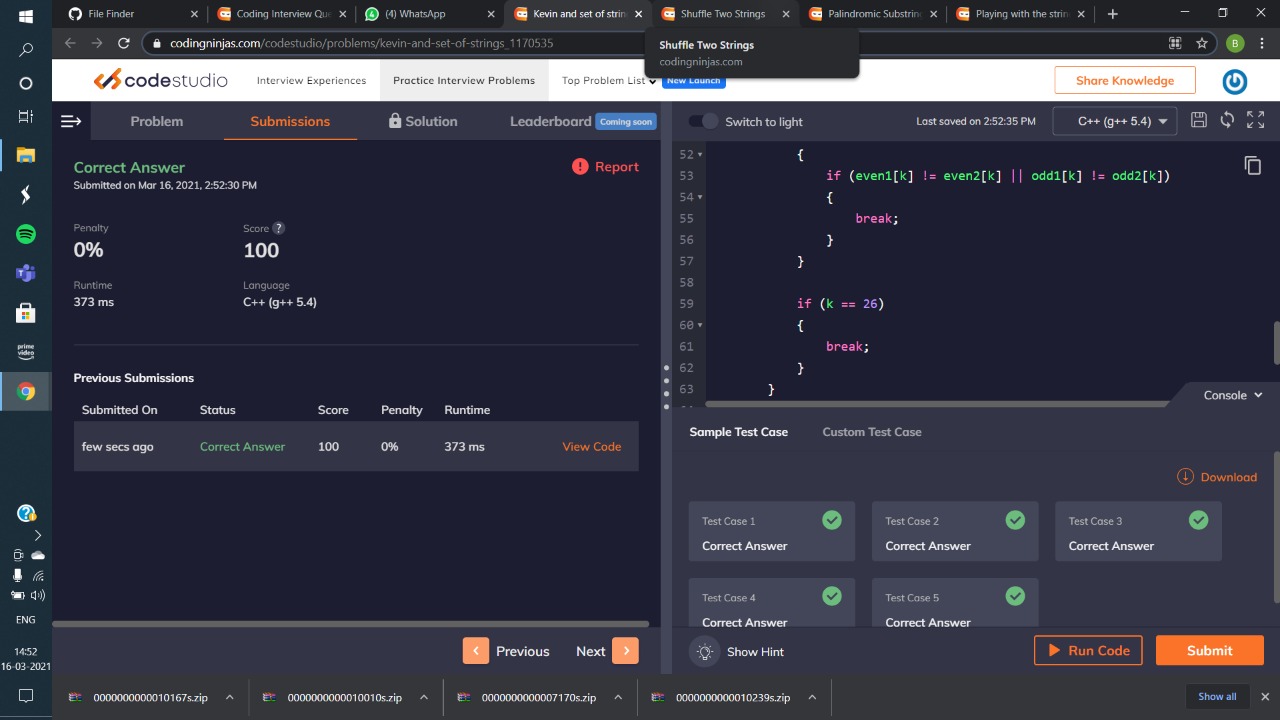 File Finder
Coding Interview Que
(4) WhatsApp
Kevin and set of strin
Shuffle Two Strings
Palindromic Substrin
Playing with the strin
codingninjas.com/codestudio/problems/kevin-and-set-of-strings_1170535
B
Shuffle Two Strings
codingninjas.com
codestudio
Interview Experiences
Practice Interview Problems
Top Problem List
New Launch
Share Knowledge
Problem
Submissions
Solution
Leaderboard
Coming soon
Switch to light
Last saved on 2:52:35 PM
C++ (g++ 5.4)
Correct Answer
Report
Submitted on Mar 16, 2021, 2:52:30 PM
Penalty
Score ?
0%
100
Runtime
Language
373 ms
C++ (g++ 5.4)
Previous Submissions
Submitted On Status Score Penalty Runtime
few secs ago Correct Answer 100 0% 373 ms View Code
52 {
53 if (even1[k] != even2[k] || odd1[k] != odd2[k])
54 {
55 break;
56 }
57 }
58
59 if (k == 26)
60 {
61 break;
62 }
63 }
Console
Sample Test Case
Custom Test Case
Download
Test Case 1
Correct Answer
Test Case 2
Correct Answer
Test Case 3
Correct Answer
Test Case 4
Correct Answer
Test Case 5
Correct Answer
Previous
Next
Show Hint
Run Code
Submit
prime video
ENG
14:52
16-03-2021
0000000000010167s.zip
0000000000010010s.zip
0000000000007170s.zip
0000000000010239s.zip
Show all